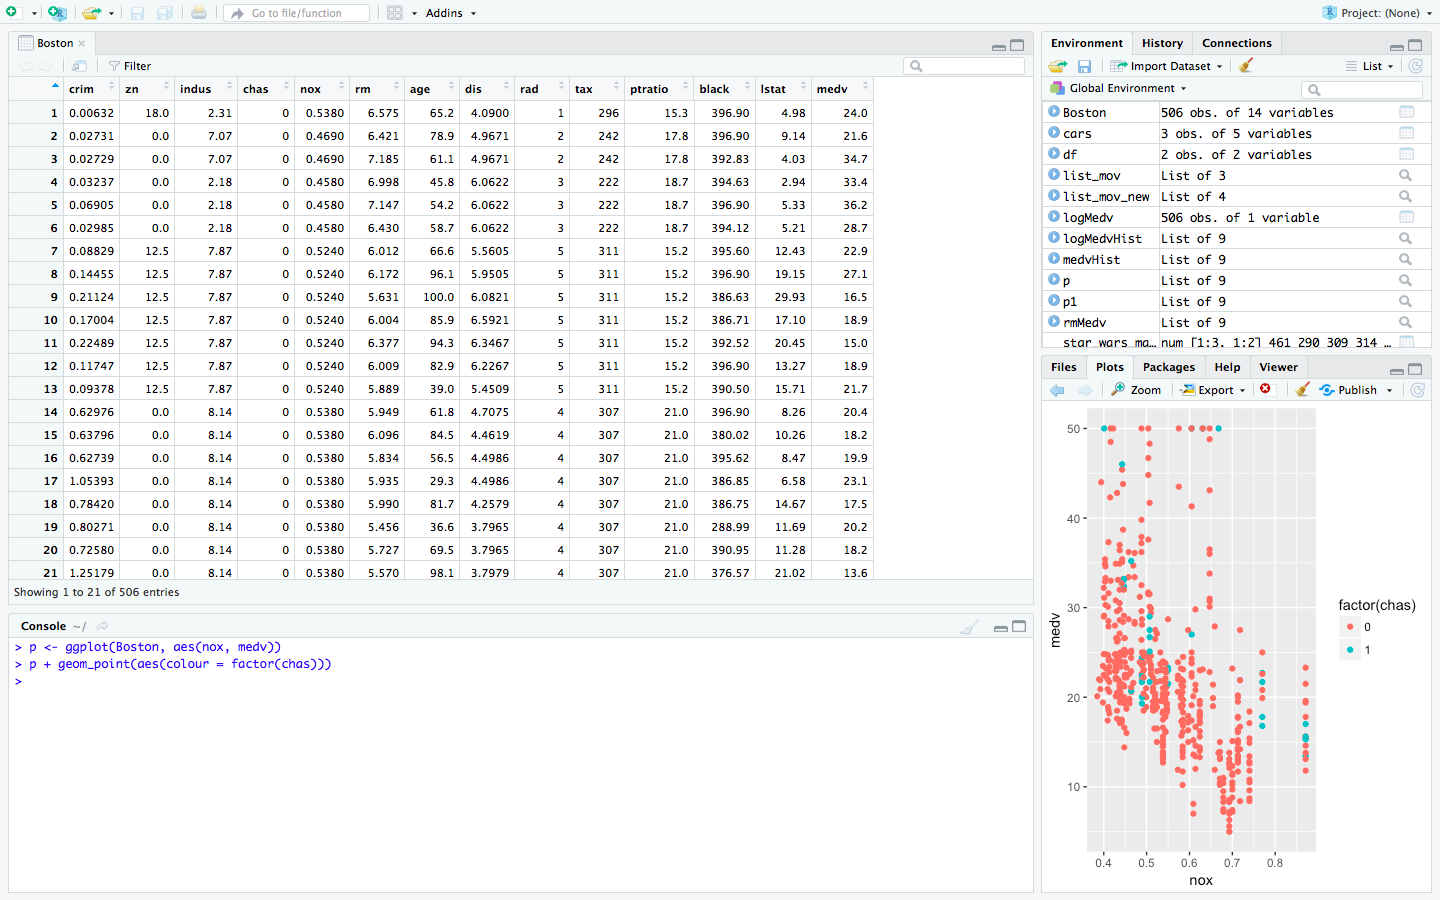 Go to file/function
Addins
Project: (None)
Boston
Filter
crim zn indus chas nox rm age dis rad tax ptratio black lstat medv
1 0.00632 18.0 2.31 0 0.5380 6.575 65.2 4.0900 1 296 15.3 396.90 4.98 24.0
2 0.02731 0.0 7.07 0 0.4690 6.421 78.9 4.9671 2 242 17.8 396.90 9.14 21.6
3 0.02729 0.0 7.07 0 0.4690 7.185 61.1 4.9671 2 242 17.8 392.83 4.03 34.7
4 0.03237 0.0 2.18 0 0.4580 6.998 45.8 6.0622 3 222 18.7 394.63 2.94 33.4
5 0.06905 0.0 2.18 0 0.4580 7.147 54.2 6.0622 3 222 18.7 396.90 5.33 36.2
6 0.02985 0.0 2.18 0 0.4580 6.430 58.7 6.0622 3 222 18.7 394.12 5.21 28.7
7 0.08829 12.5 7.87 0 0.5240 6.012 66.6 5.5605 5 311 15.2 395.60 12.43 22.9
8 0.14455 12.5 7.87 0 0.5240 6.172 96.1 5.9505 5 311 15.2 396.90 19.15 27.1
9 0.21124 12.5 7.87 0 0.5240 5.631 100.0 6.0821 5 311 15.2 386.63 29.93 16.5
10 0.17004 12.5 7.87 0 0.5240 6.004 85.9 6.5921 5 311 15.2 386.71 17.10 18.9
11 0.22489 12.5 7.87 0 0.5240 6.377 94.3 6.3467 5 311 15.2 392.52 20.45 15.0
12 0.11747 12.5 7.87 0 0.5240 6.009 82.9 6.2267 5 311 15.2 396.90 13.27 18.9
13 0.09378 12.5 7.87 0 0.5240 5.889 39.0 5.4509 5 311 15.2 390.50 15.71 21.7
14 0.62976 0.0 8.14 0 0.5380 5.949 61.8 4.7075 4 307 21.0 396.90 8.26 20.4
15 0.63796 0.0 8.14 0 0.5380 6.096 84.5 4.4619 4 307 21.0 380.02 10.26 18.2
16 0.62739 0.0 8.14 0 0.5380 5.834 56.5 4.4986 4 307 21.0 395.62 8.47 19.9
17 1.05393 0.0 8.14 0 0.5380 5.935 29.3 4.4986 4 307 21.0 386.85 6.58 23.1
18 0.78420 0.0 8.14 0 0.5380 5.990 81.7 4.2579 4 307 21.0 386.75 14.67 17.5
19 0.80271 0.0 8.14 0 0.5380 5.456 36.6 3.7965 4 307 21.0 288.99 11.69 20.2
20 0.72580 0.0 8.14 0 0.5380 5.727 69.5 3.7965 4 307 21.0 390.95 11.28 18.2
21 1.25179 0.0 8.14 0 0.5380 5.570 98.1 3.7979 4 307 21.0 376.57 21.02 13.6
Showing 1 to 21 of 506 entries
Console ~/
> p <- ggplot(Boston, aes(nox, medv))
> p + geom_point(aes(colour = factor(chas)))
>
Environment History Connections
Import Dataset List
Global Environment
Boston 506 obs. of 14 variables
cars 3 obs. of 5 variables
df 2 obs. of 2 variables
list_mov List of 3
list_mov_new List of 4
logMedv 506 obs. of 1 variable
logMedvHist List of 9
medvHist List of 9
p List of 9
p1 List of 9
rmMedv List of 9
star_wars_ma… num [1:3, 1:2] 461 290 309 314 …
Files Plots Packages Help Viewer
Zoom Export Publish
50
40
30
20
10
medv
0.4 0.5 0.6 0.7 0.8
nox
factor(chas)
0
1